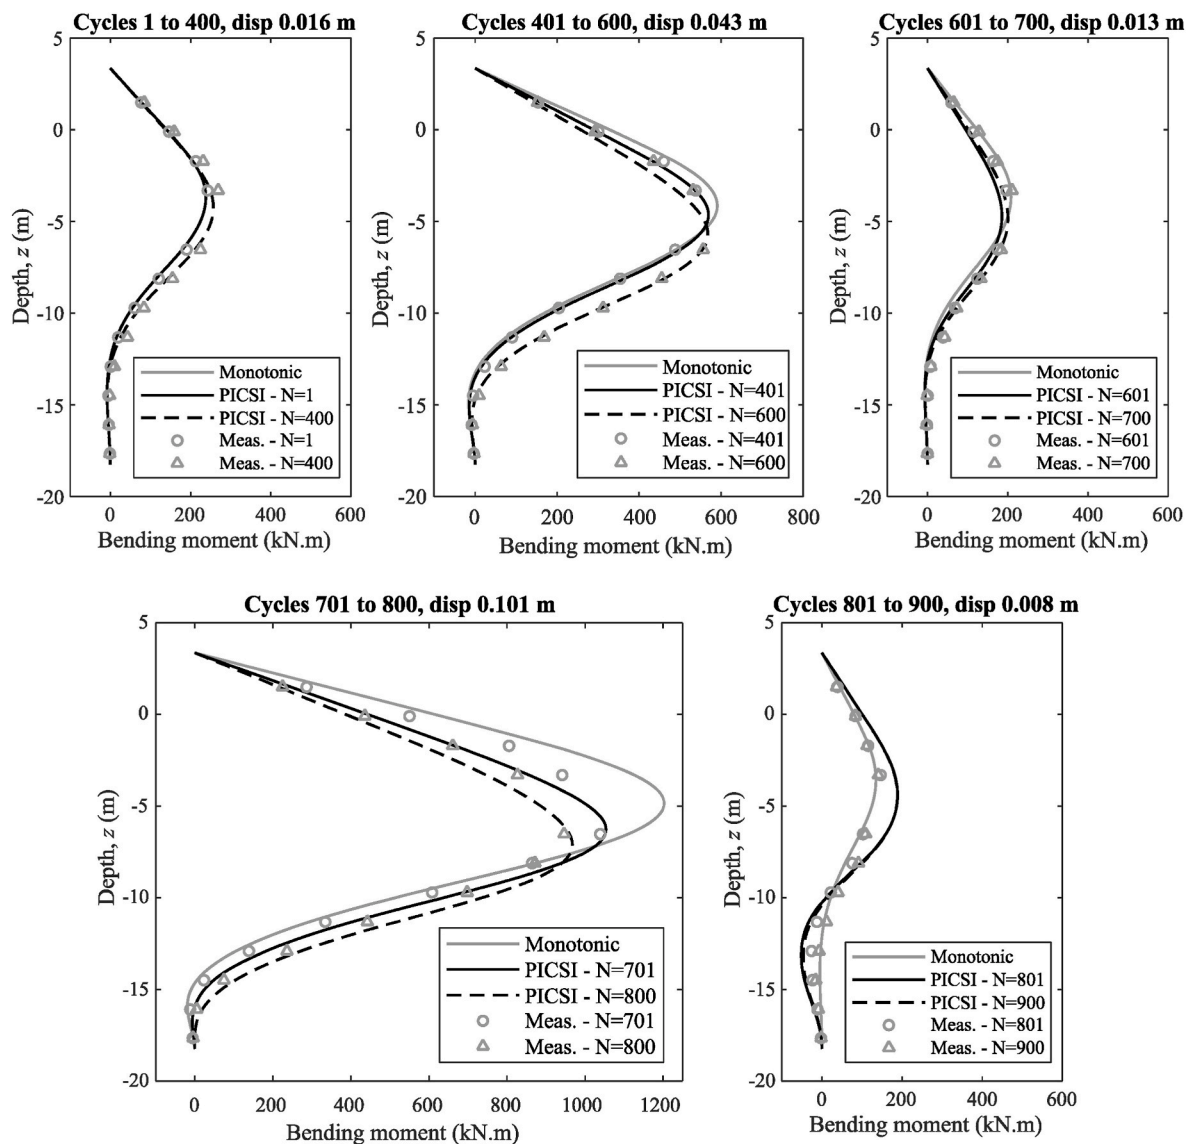 Cycles 1 to 400, disp 0.016 m
5
0
-5
-10
-15
-20
Depth, z (m)
Monotonic
PICSI - N=1
PICSI - N=400
Meas. - N=1
Meas. - N=400
0 200 400 600
Bending moment (kN.m)
Cycles 401 to 600, disp 0.043 m
5
0
-5
-10
-15
-20
Depth, z (m)
Monotonic
PICSI - N=401
PICSI - N=600
Meas. - N=401
Meas. - N=600
0 200 400 600 800
Bending moment (kN.m)
Cycles 601 to 700, disp 0.013 m
5
0
-5
-10
-15
-20
Depth, z (m)
Monotonic
PICSI - N=601
PICSI - N=700
Meas. - N=601
Meas. - N=700
0 200 400 600
Bending moment (kN.m)
Cycles 701 to 800, disp 0.101 m
5
0
-5
-10
-15
-20
Depth, z (m)
Monotonic
PICSI - N=701
PICSI - N=800
Meas. - N=701
Meas. - N=800
0 200 400 600 800 1000 1200
Bending moment (kN.m)
Cycles 801 to 900, disp 0.008 m
5
0
-5
-10
-15
-20
Depth, z (m)
Monotonic
PICSI - N=801
PICSI - N=900
Meas. - N=801
Meas. - N=900
0 200 400 600
Bending moment (kN.m)